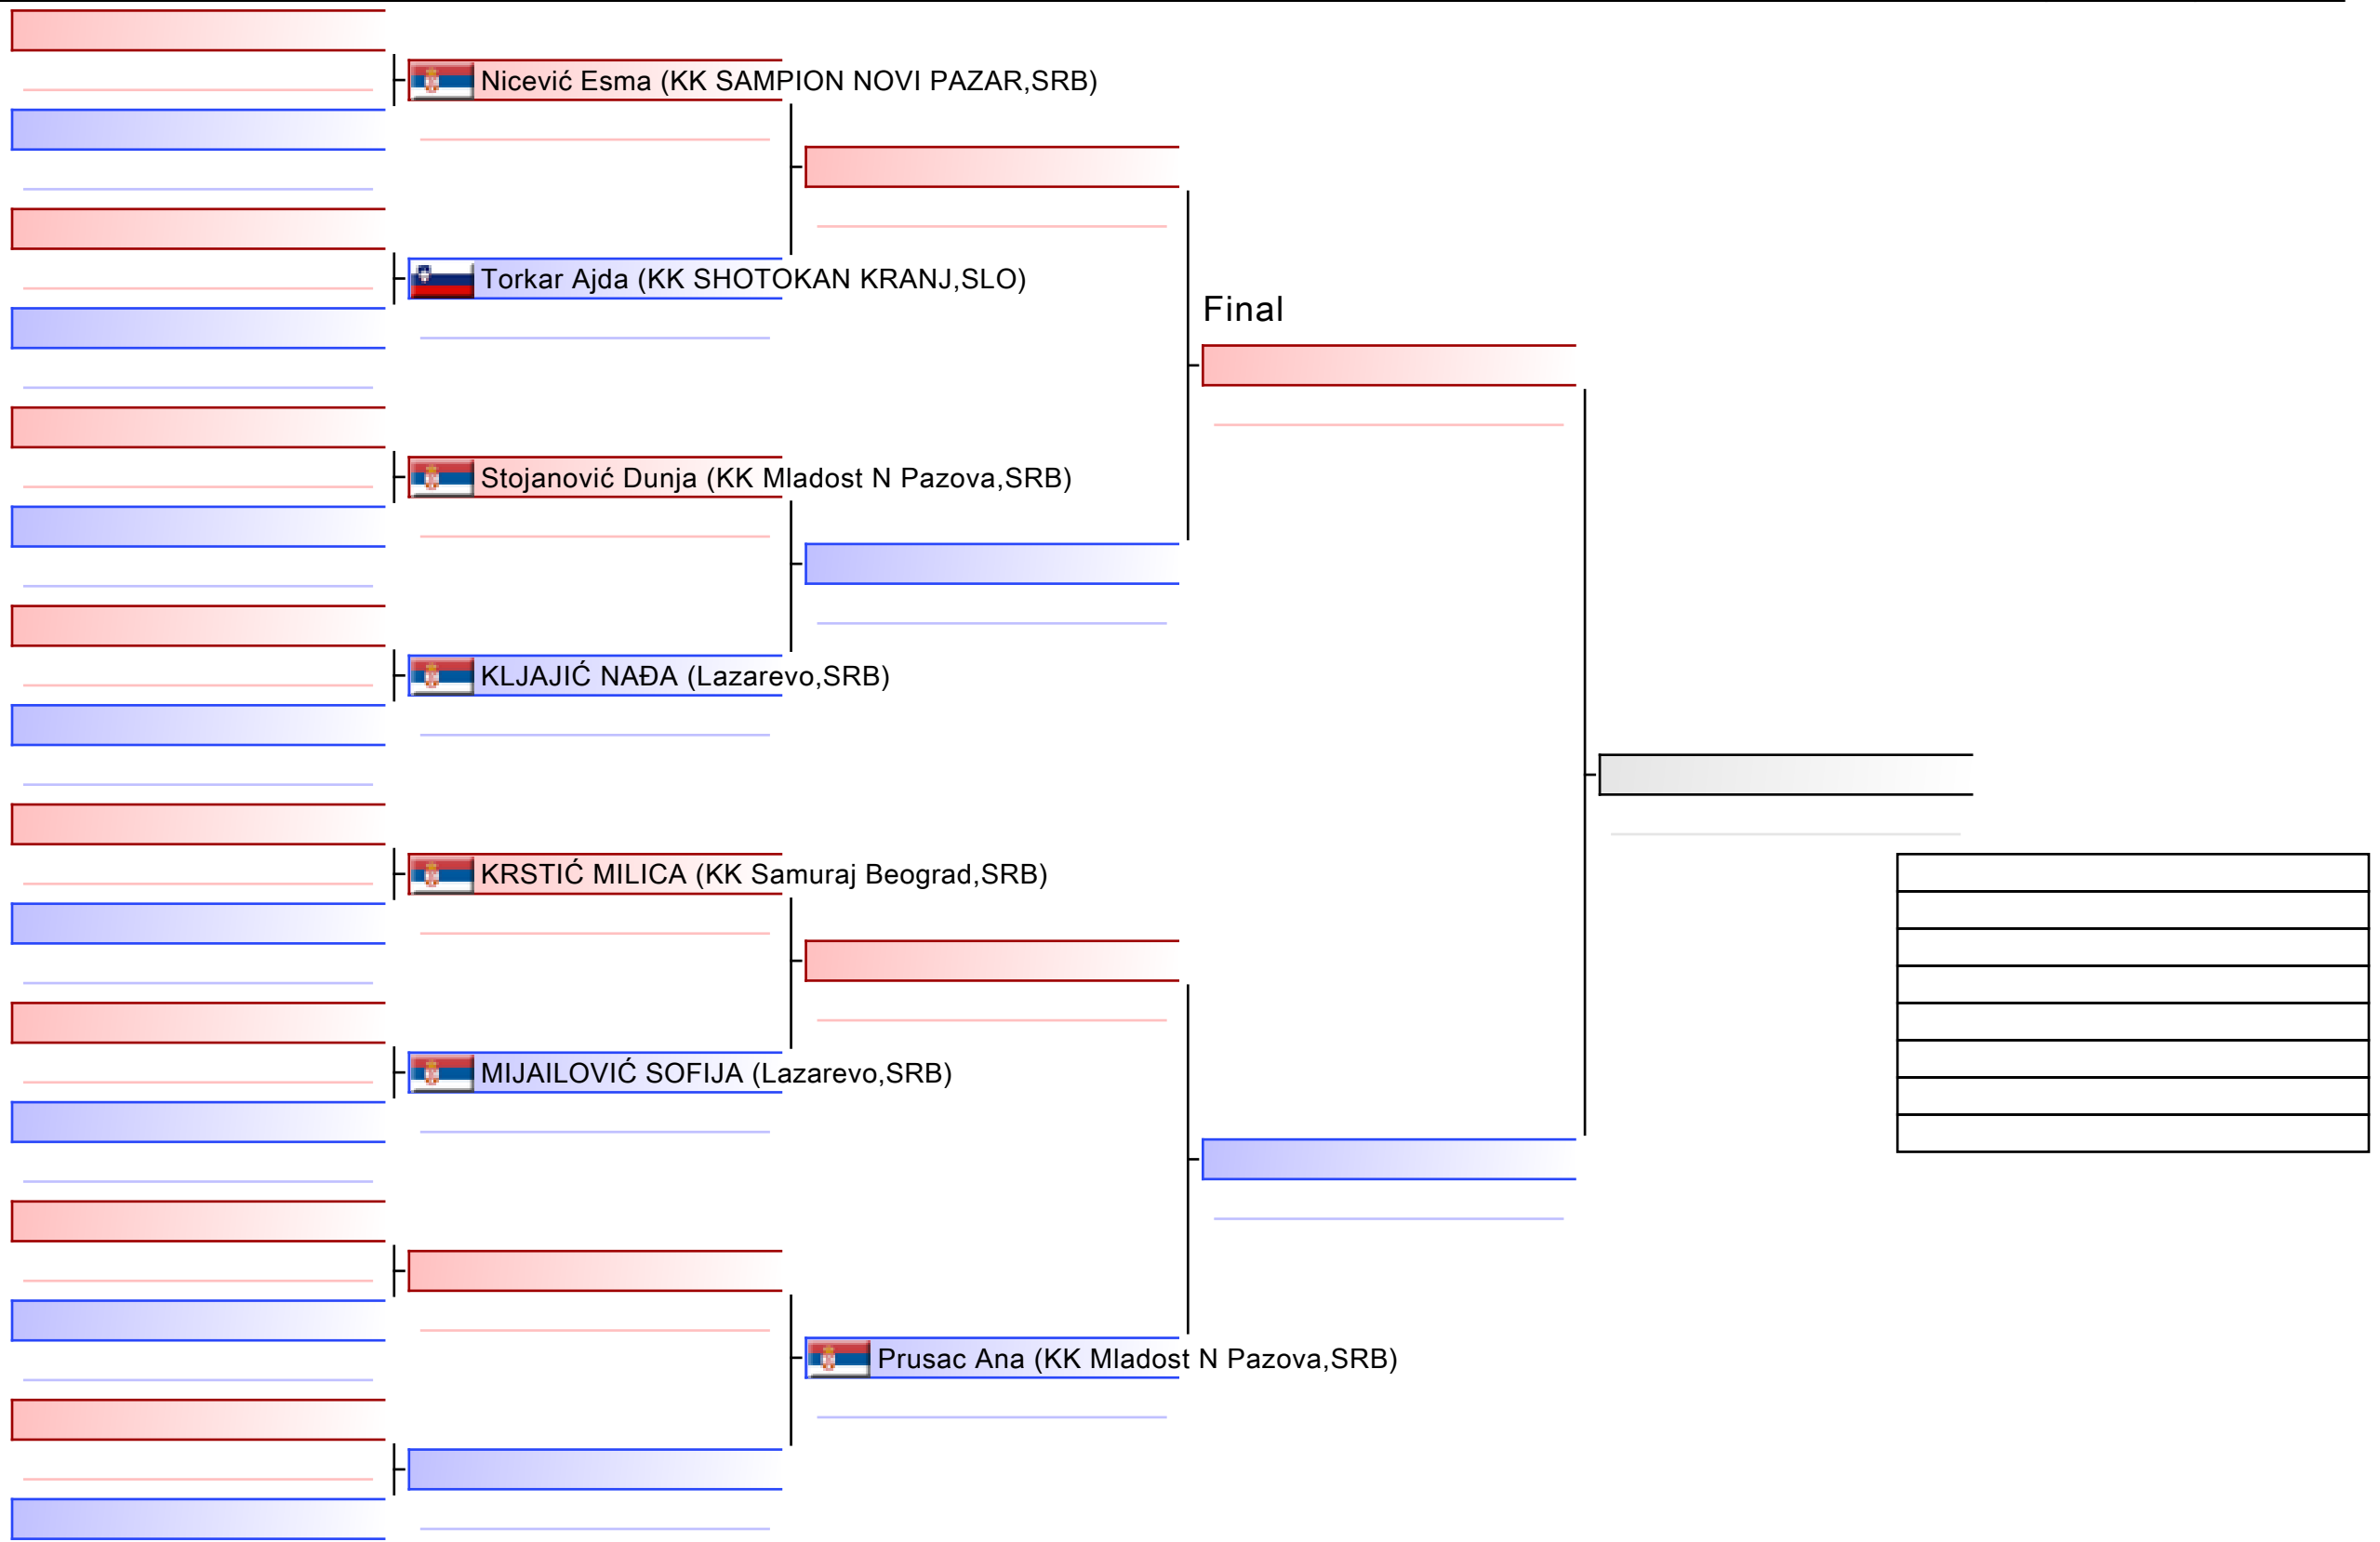 Nicević Esma (KK SAMPION NOVI PAZAR,SRB)
Torkar Ajda (KK SHOTOKAN KRANJ,SLO)
Final
Stojanović Dunja (KK Mladost N Pazova,SRB)
KLJAJIĆ NAĐA (Lazarevo,SRB)
KRSTIĆ MILICA (KK Samuraj Beograd,SRB)
MIJAILOVIĆ SOFIJA (Lazarevo,SRB)
Prusac Ana (KK Mladost N Pazova,SRB)